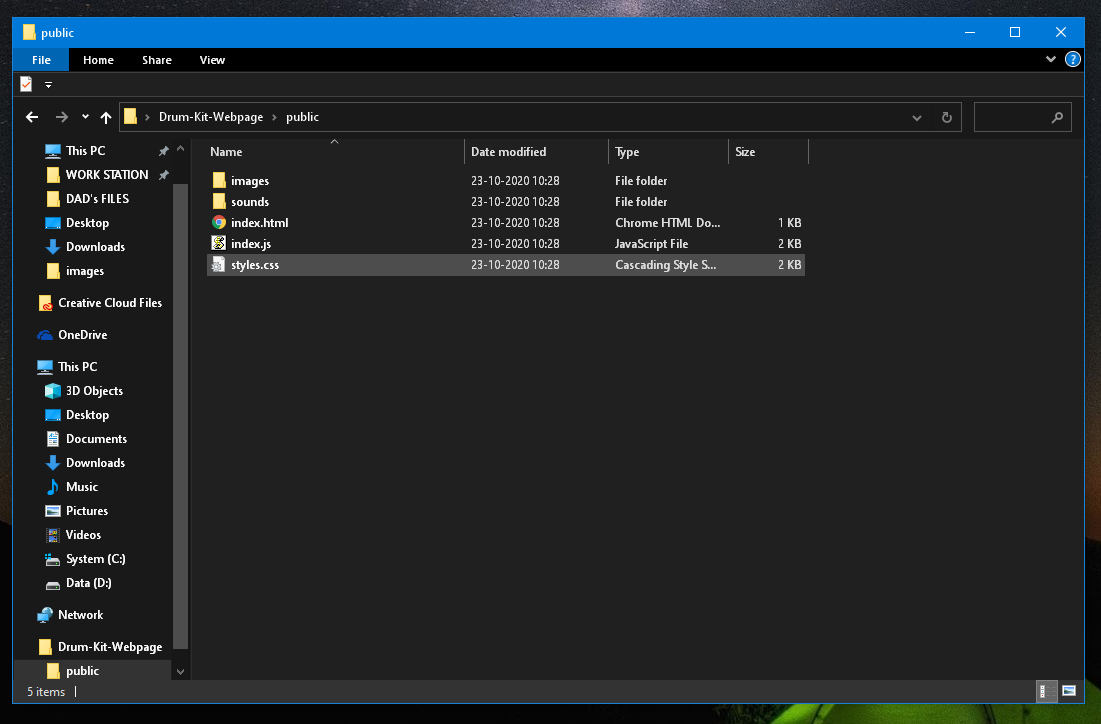 public
File Home Share View
?
Drum-Kit-Webpage public
Name Date modified Type Size
images 23-10-2020 10:28 File folder
sounds 23-10-2020 10:28 File folder
index.html 23-10-2020 10:28 Chrome HTML Do... 1 KB
index.js 23-10-2020 10:28 JavaScript File 2 KB
styles.css 23-10-2020 10:28 Cascading Style S... 2 KB
This PC
WORK STATION
DAD's FILES
Desktop
Downloads
images
Creative Cloud Files
OneDrive
This PC
3D Objects
Desktop
Documents
Downloads
Music
Pictures
Videos
System (C:)
Data (D:)
Network
Drum-Kit-Webpage
public
5 items